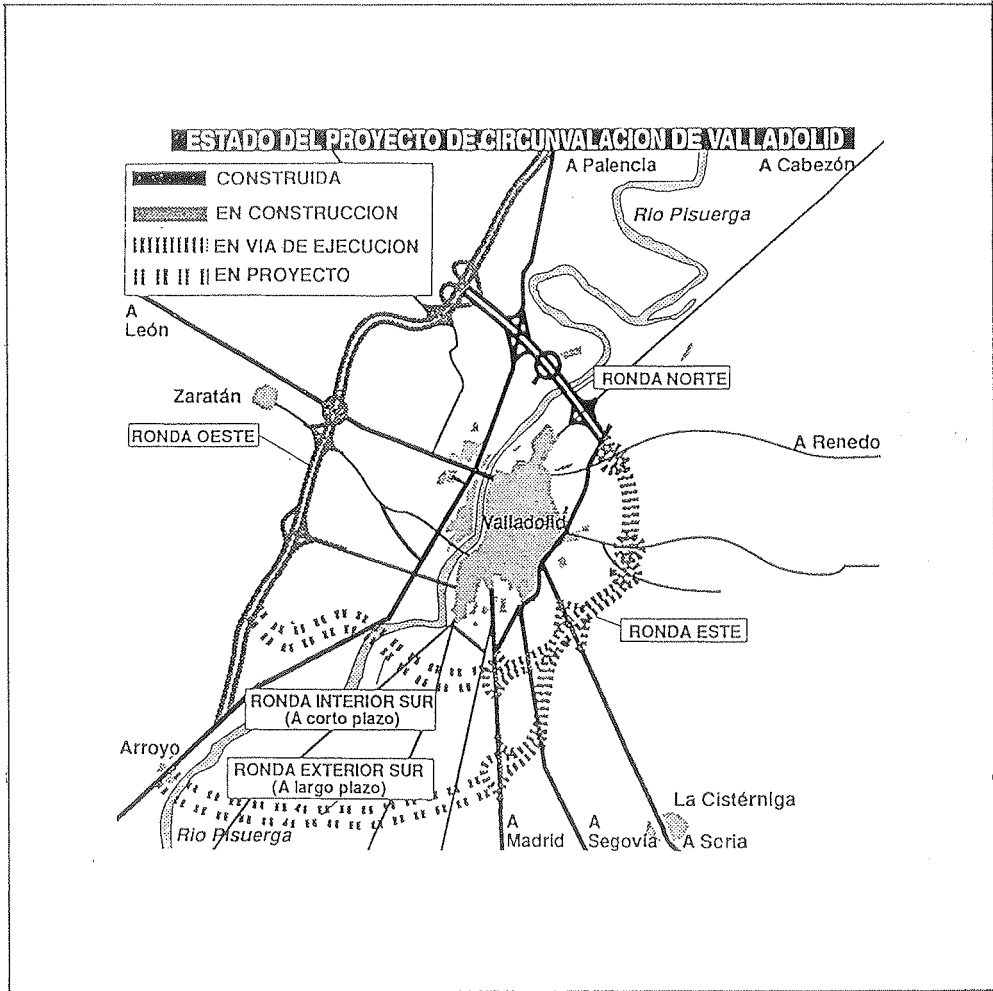 ESTADO DEL PROYECTO DE CIRCUNVALACION DE VALLADOLID
CONSTRUIDA
EN CONSTRUCCION
EN VIA DE EJECUCION
EN PROYECTO
A Palencia
A Cabezón
Rio Pisuerga
A
León
Zaratán
RONDA NORTE
RONDA OESTE
A Renedo
Valladolid
RONDA ESTE
RONDA INTERIOR SUR
(A corto plazo)
Arroyo
RONDA EXTERIOR SUR
(A largo plazo)
La Cistérniga
Rio Pisuerga
A
Madrid
A
Segovia
A Soria